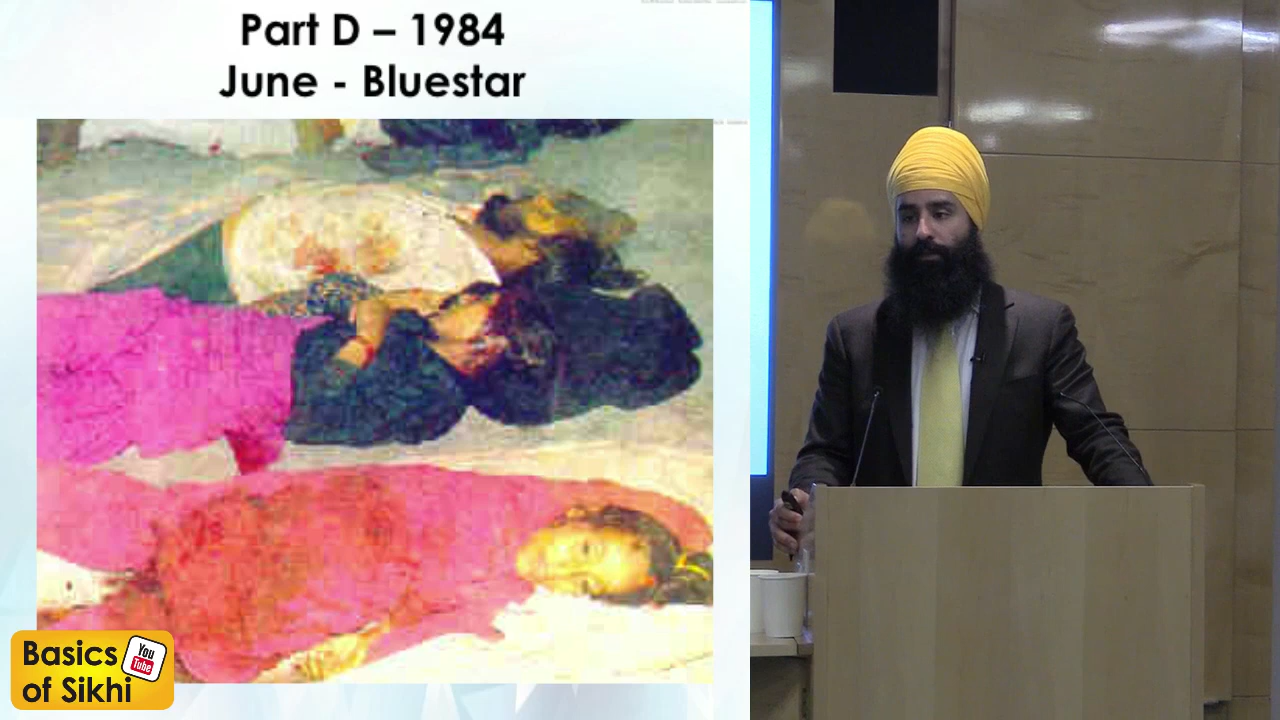 Part D – 1984
June - Bluestar
Basics
of Sikhi
You
Tube